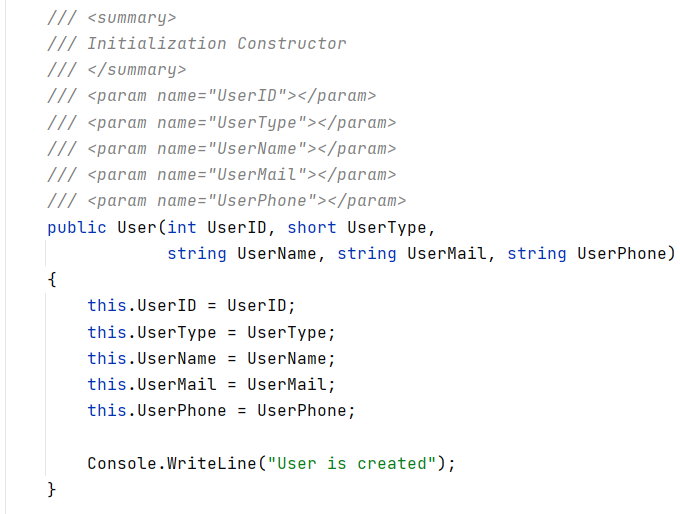 /// <summary>
/// Initialization Constructor
/// </summary>
/// <param name="UserID"></param>
/// <param name="UserType"></param>
/// <param name="UserName"></param>
/// <param name="UserMail"></param>
/// <param name="UserPhone"></param>
public User(int UserID, short UserType,
            string UserName, string UserMail, string UserPhone)
{
    this.UserID = UserID;
    this.UserType = UserType;
    this.UserName = UserName;
    this.UserMail = UserMail;
    this.UserPhone = UserPhone;

    Console.WriteLine("User is created");
}